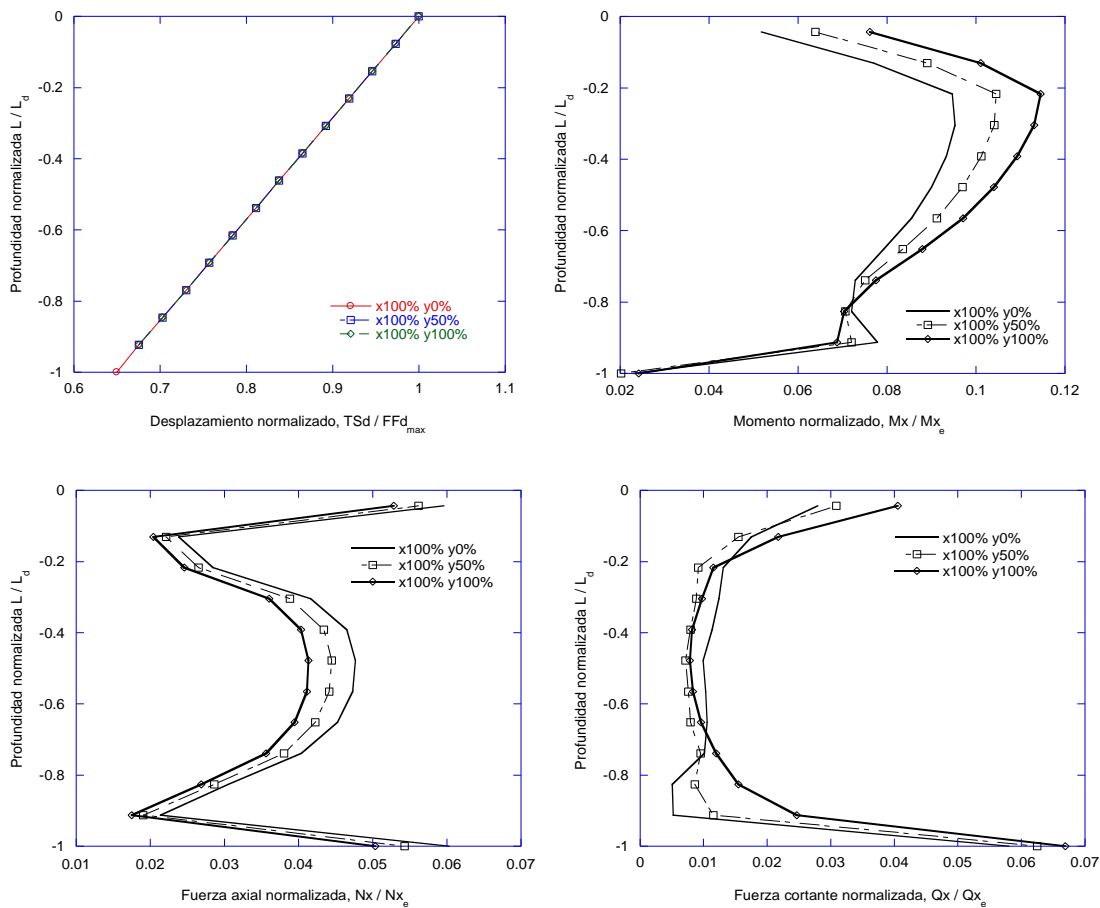 0
-0.2
-0.4
-0.6
-0.8
-1
0.6
0.7
0.8
0.9
1
1.1
Profundidad normalizada L / Ld
Desplazamiento normalizado, TSd / FFdmax
x100% y0%
x100% y50%
x100% y100%
0
-0.2
-0.4
-0.6
-0.8
-1
0.02
0.04
0.06
0.08
0.1
0.12
Profundidad normalizada L / Ld
Momento normalizado, Mx / Mxe
x100% y0%
x100% y50%
x100% y100%
0
-0.2
-0.4
-0.6
-0.8
-1
0.01
0.02
0.03
0.04
0.05
0.06
0.07
Profundidad normalizada L / Ld
Fuerza axial normalizada, Nx / Nxe
x100% y0%
x100% y50%
x100% y100%
0
-0.2
-0.4
-0.6
-0.8
-1
0
0.01
0.02
0.03
0.04
0.05
0.06
0.07
Profundidad normalizada L / Ld
Fuerza cortante normalizada, Qx / Qxe
x100% y0%
x100% y50%
x100% y100%